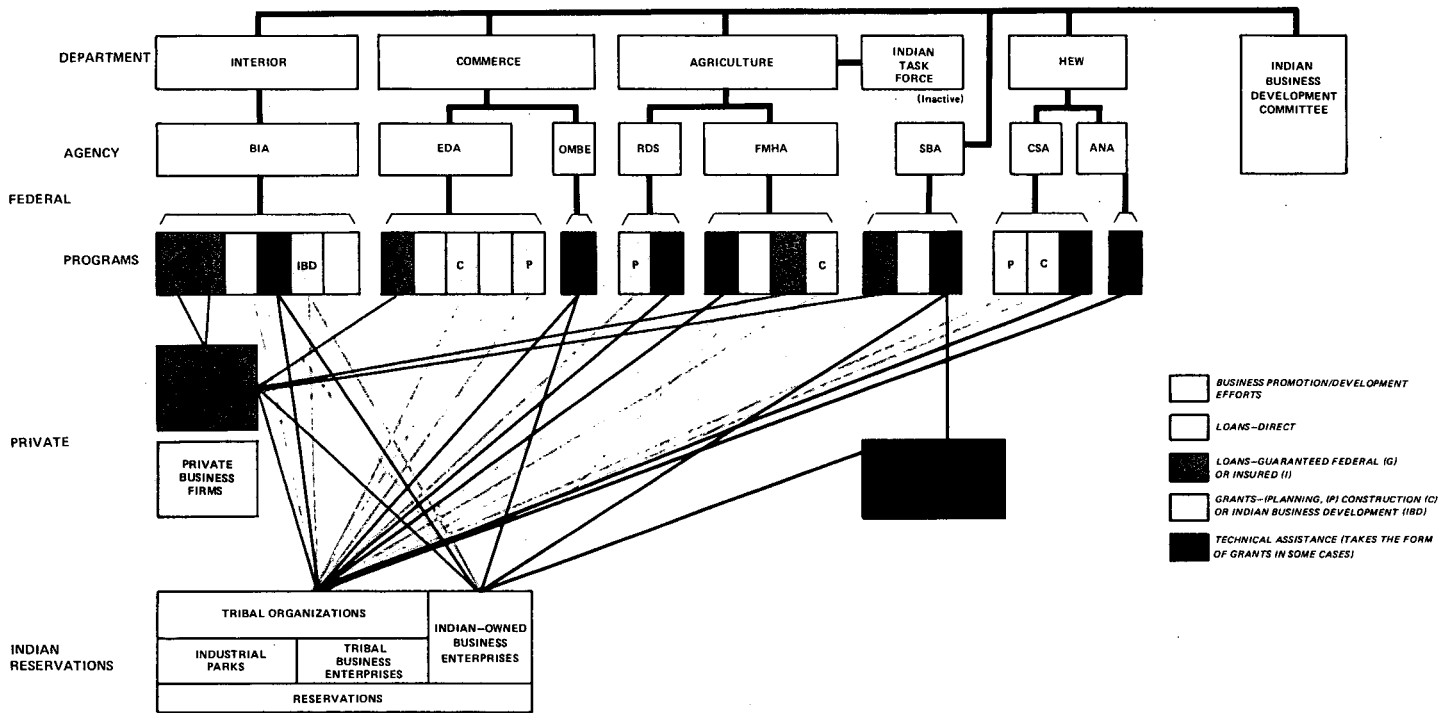 DEPARTMENT
INTERIOR
COMMERCE
AGRICULTURE
INDIAN
TASK
FORCE
(Inactive)
HEW
INDIAN
BUSINESS
DEVELOPMENT
COMMITTEE
AGENCY
BIA
EDA
OMBE
RDS
FMHA
SBA
CSA
ANA
FEDERAL
PROGRAMS
IBD
C
P
P
C
P
C
PRIVATE
PRIVATE
BUSINESS
FIRMS
BUSINESS PROMOTION/DEVELOPMENT
EFFORTS
LOANS–DIRECT
LOANS–GUARANTEED FEDERAL (G)
OR INSURED (I)
GRANTS–(PLANNING, (P) CONSTRUCTION (C)
OR INDIAN BUSINESS DEVELOPMENT (IBD)
TECHNICAL ASSISTANCE (TAKES THE FORM
OF GRANTS IN SOME CASES)
INDIAN
RESERVATIONS
TRIBAL ORGANIZATIONS
INDUSTRIAL
PARKS
TRIBAL
BUSINESS
ENTERPRISES
INDIAN–OWNED
BUSINESS
ENTERPRISES
RESERVATIONS